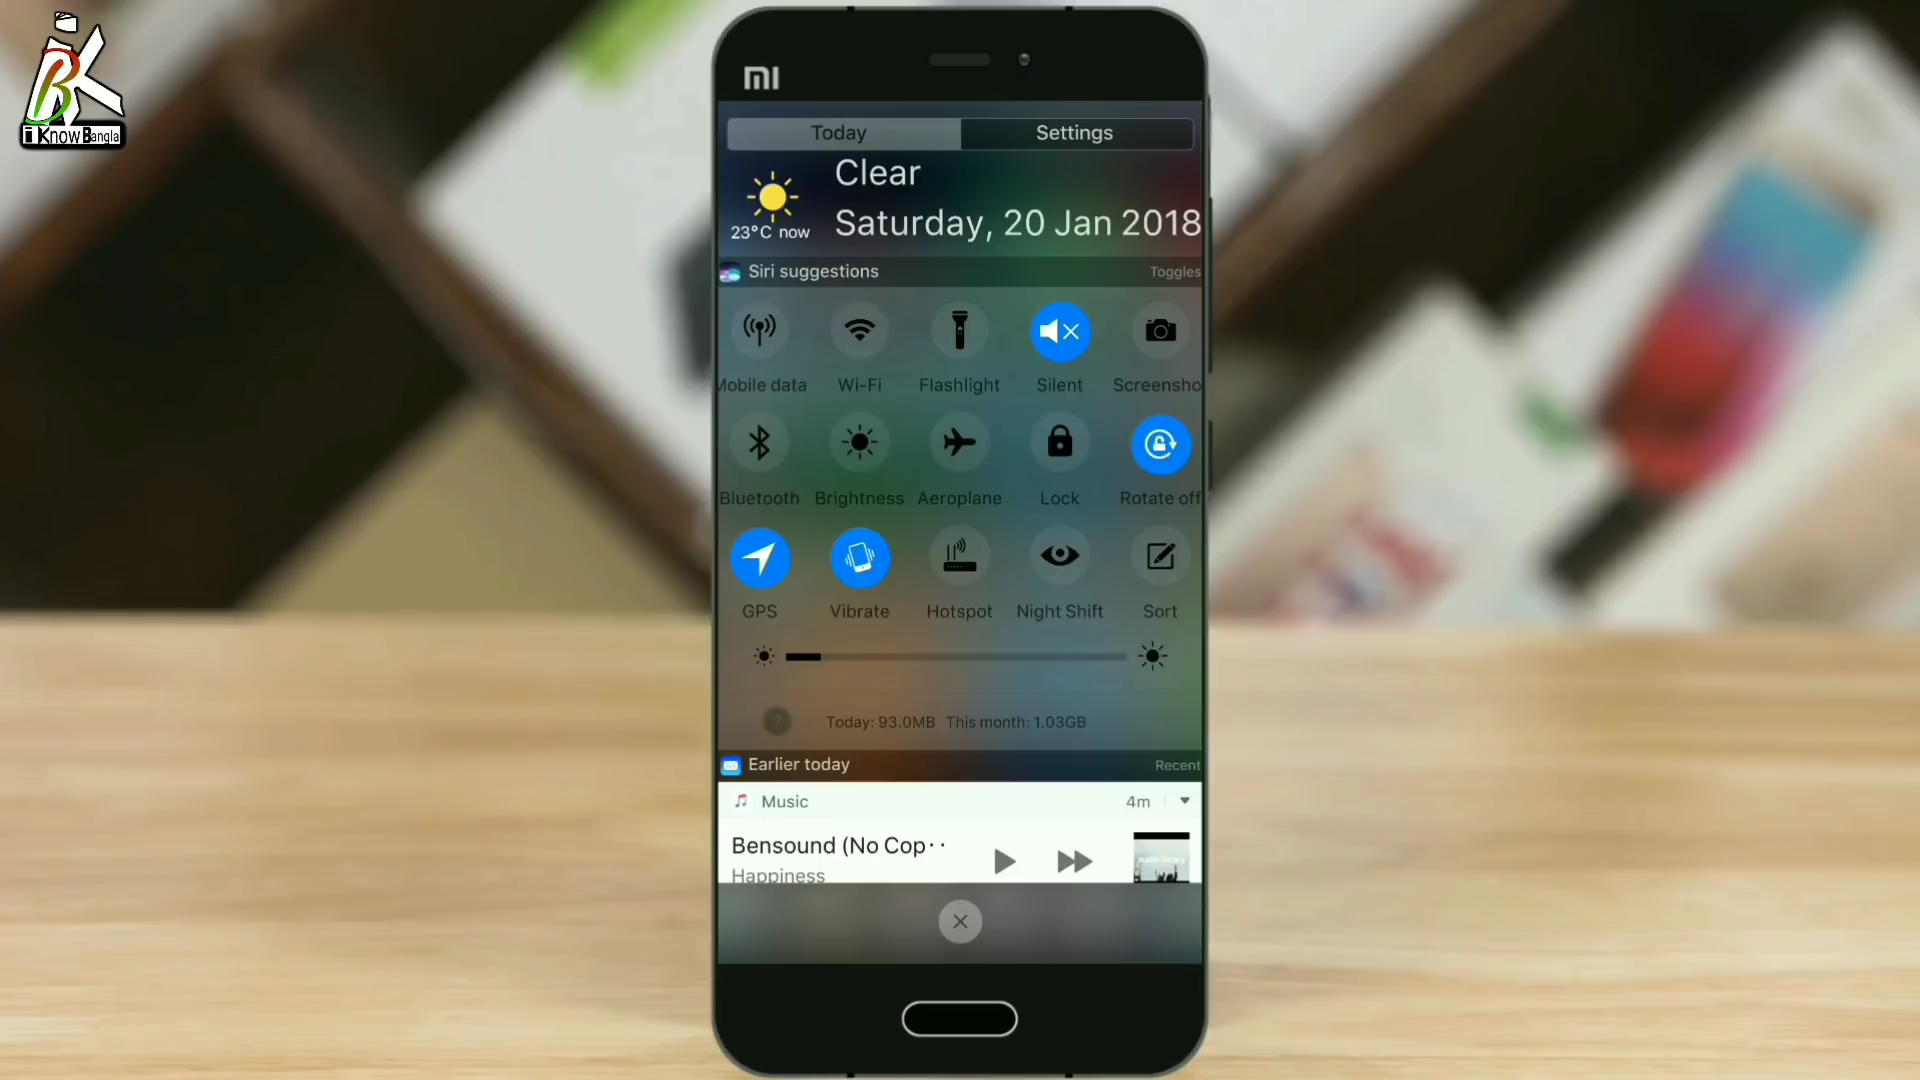 i Know Bangla
MI
Today
Settings
Clear
23°C now
Saturday, 20 Jan 2018
Siri suggestions
Toggles
Mobile data
Wi-Fi
Flashlight
Silent
Screensho
Bluetooth
Brightness
Aeroplane
Lock
Rotate off
GPS
Vibrate
Hotspot
Night Shift
Sort
?
Today: 93.0MB This month: 1.03GB
Earlier today
Recent
Music
4m
Bensound (No Cop··
Happiness
audio library